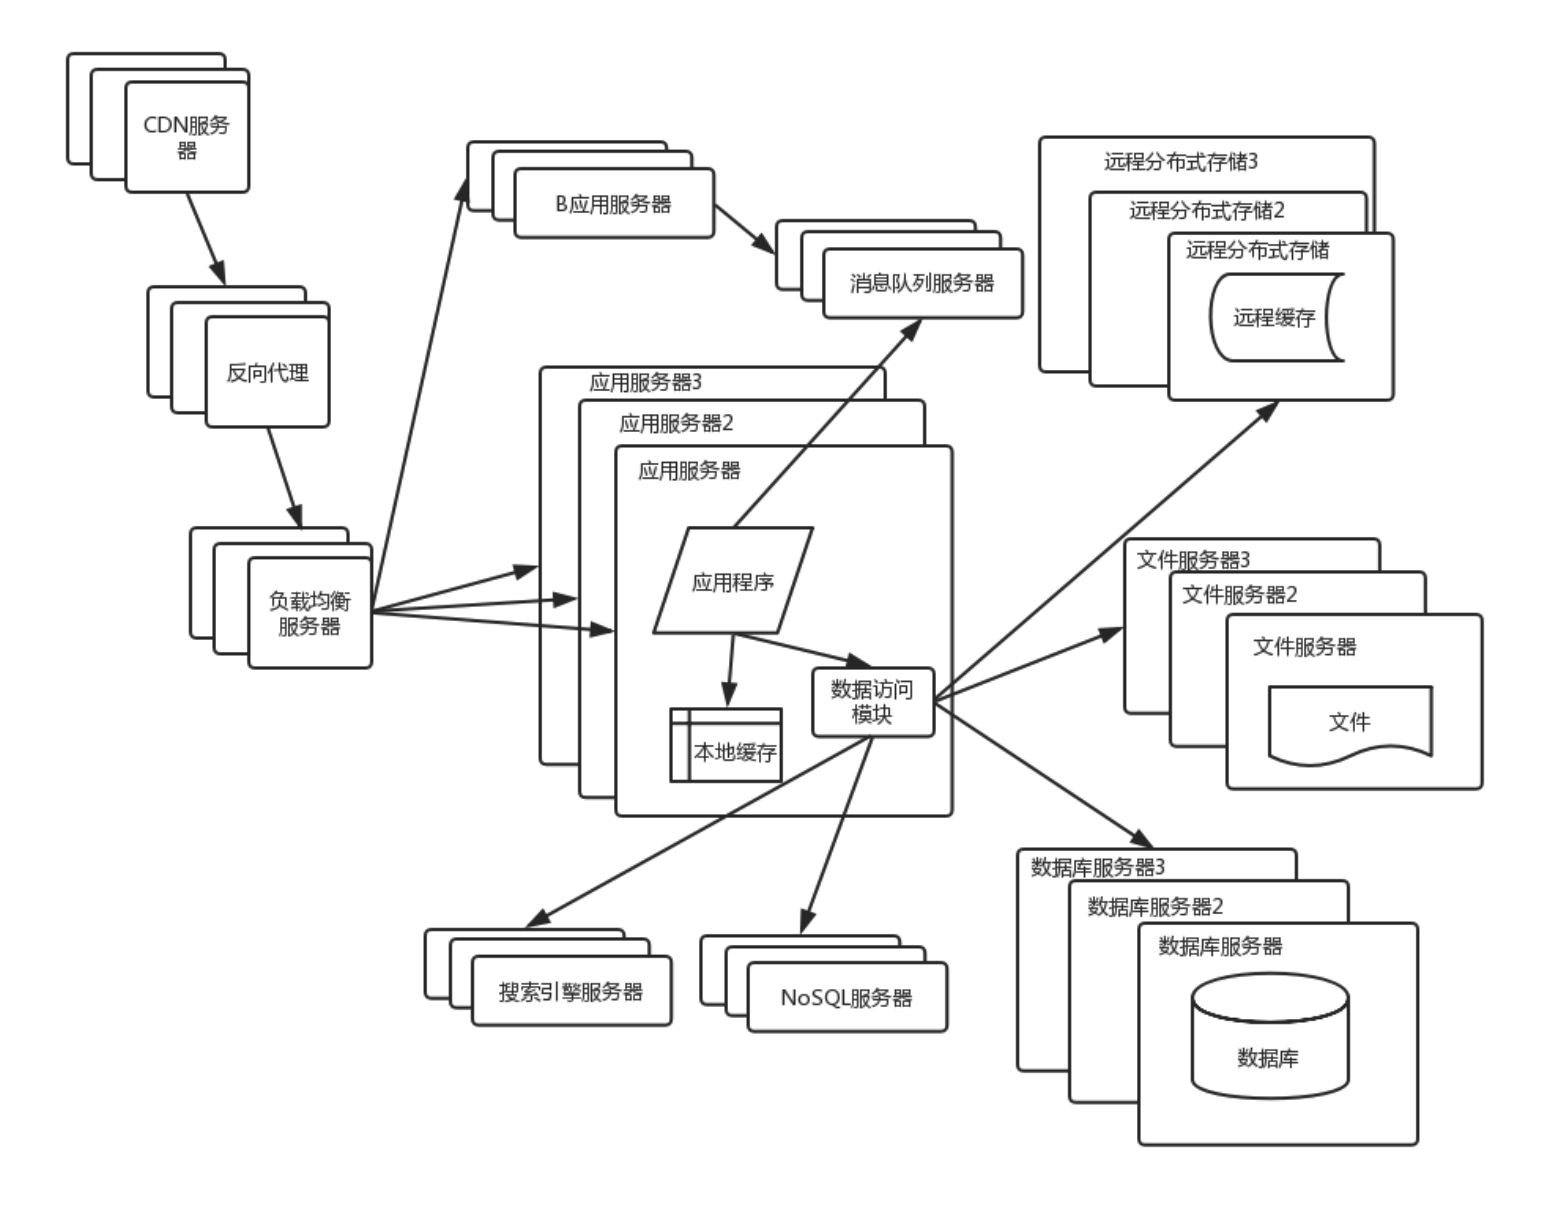 CDN服务
器
B应用服务器
远程分布式存储3
远程分布式存储2
远程分布式存储
远程缓存
消息队列服务器
反向代理
应用服务器3
应用服务器2
应用服务器
应用程序
负载均衡
服务器
数据访问
模块
本地缓存
文件服务器3
文件服务器2
文件服务器
文件
数据库服务器3
数据库服务器2
数据库服务器
数据库
搜索引擎服务器
NoSQL服务器